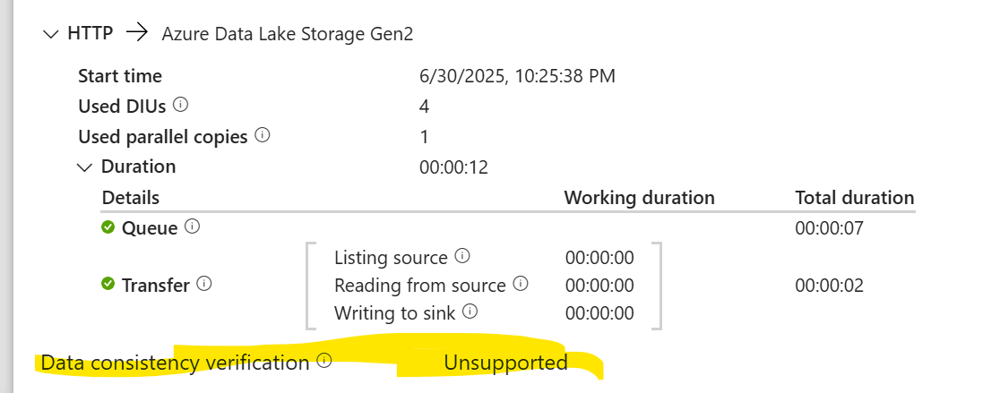 HTTP → Azure Data Lake Storage Gen2
Start time 6/30/2025, 10:25:38 PM
Used DIUs 4
Used parallel copies 1
Duration 00:00:12
Details Working duration Total duration
Queue 00:00:07
Listing source 00:00:00
Transfer Reading from source 00:00:00 00:00:02
Writing to sink 00:00:00
Data consistency verification Unsupported